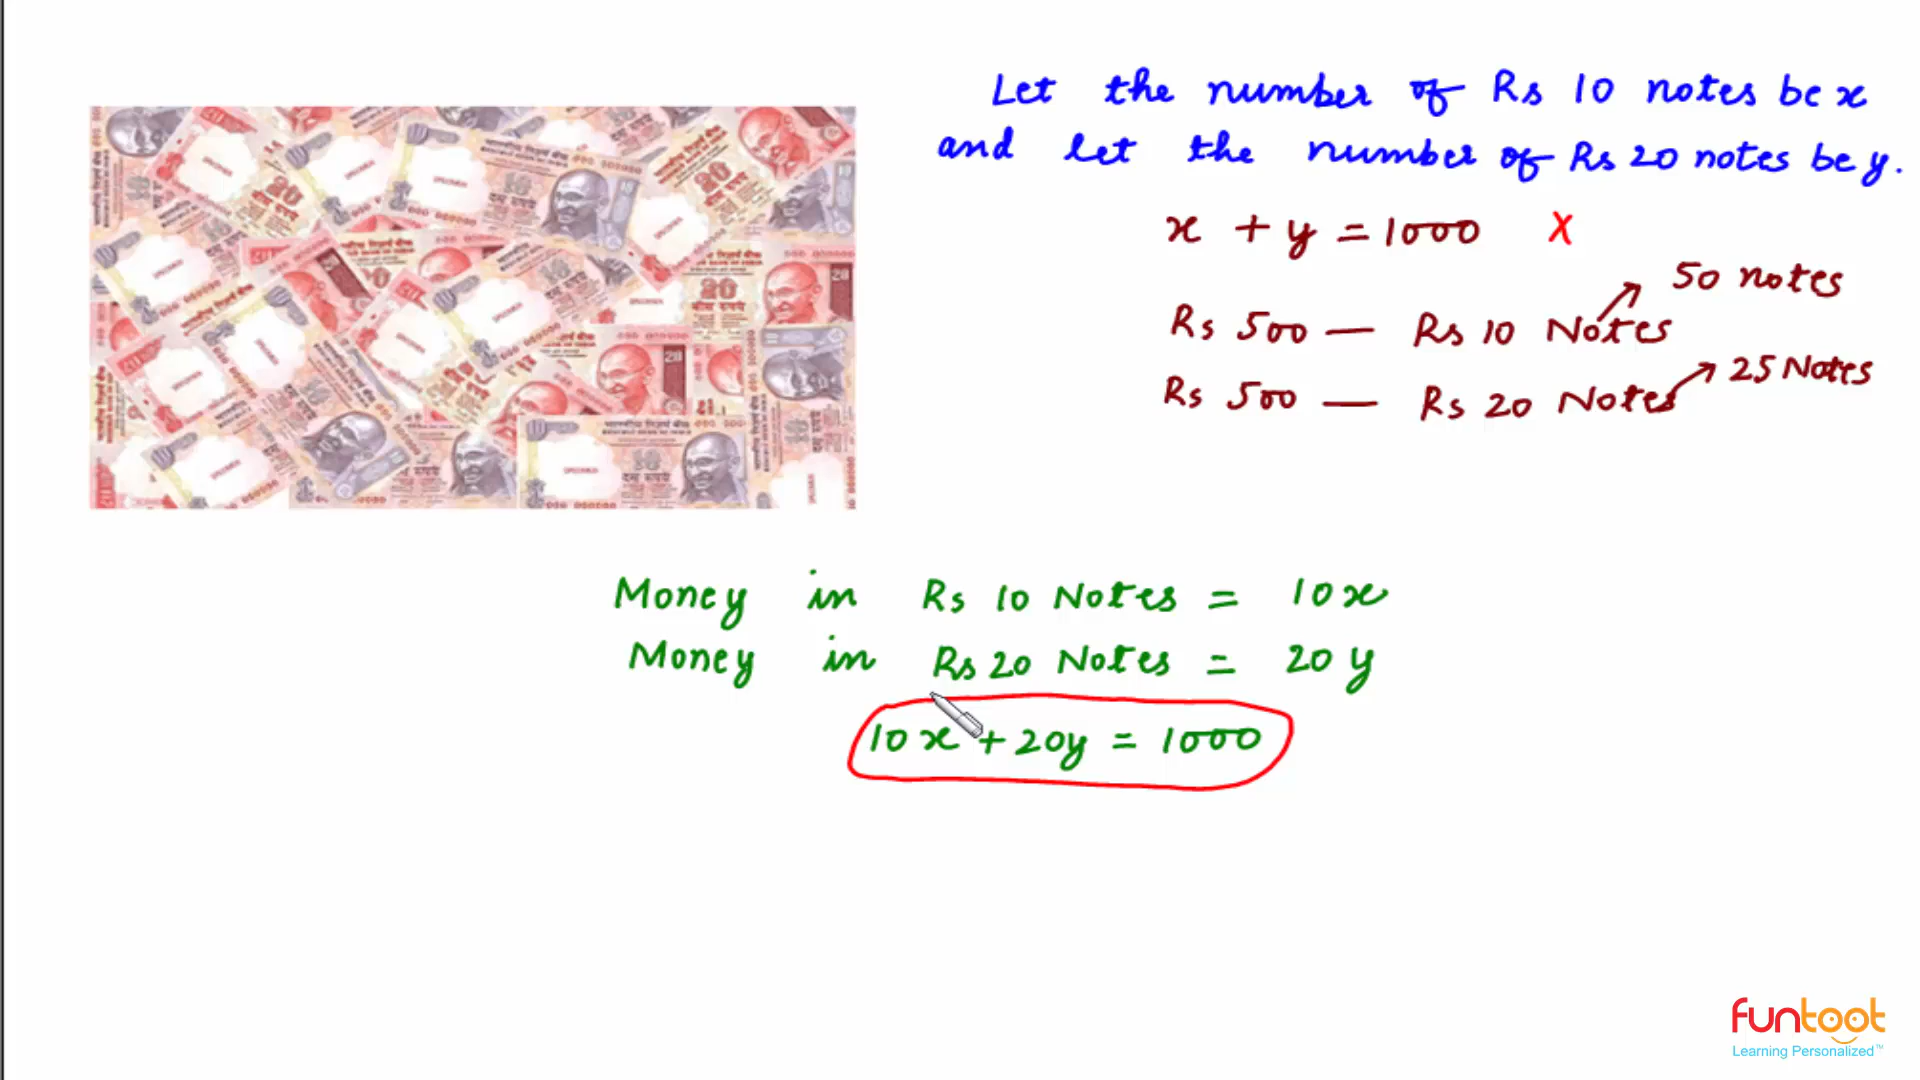 Let the number of Rs 10 notes be x
and let the number of Rs 20 notes be y.
x + y = 1000 X
50 notes
Rs 500 — Rs 10 Notes
25 Notes
Rs 500 — Rs 20 Notes
Money in Rs 10 Notes = 10x
Money in Rs 20 Notes = 20y
10x + 20y = 1000
funtoot
Learning Personalized™